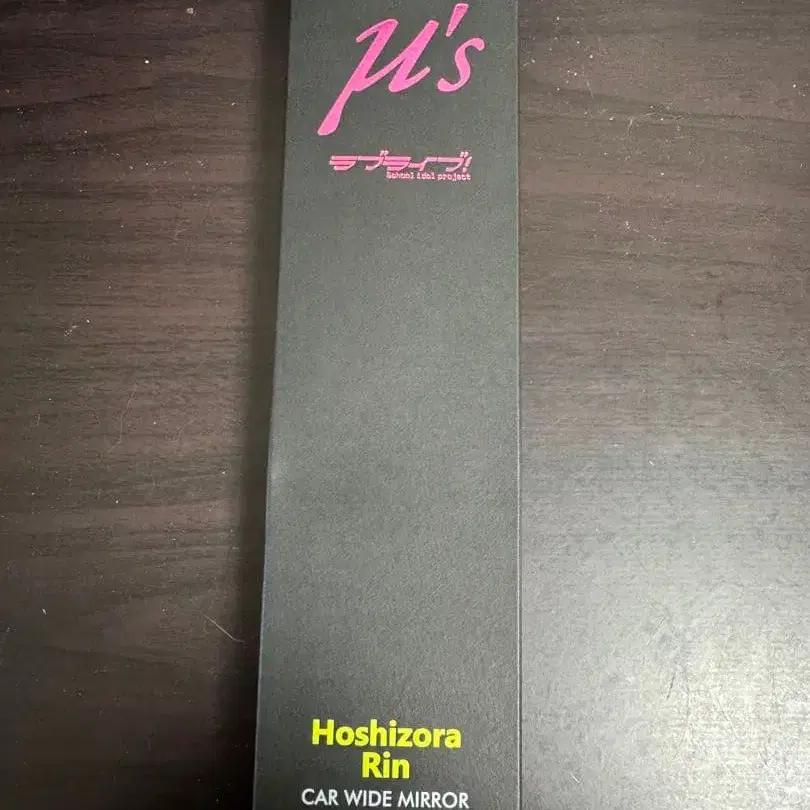 μ's
ラブライブ!
School idol project
Hoshizora
Rin
CAR WIDE MIRROR